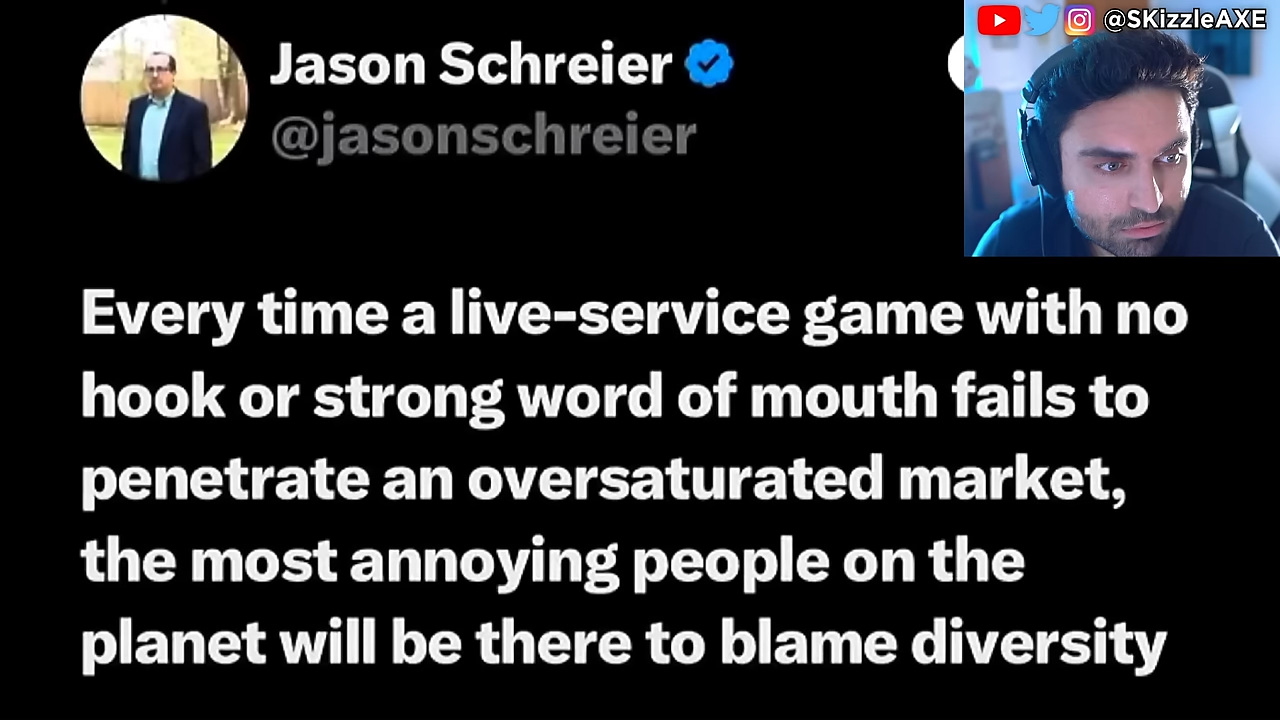 Jason Schreier
@jasonschreier
@SKizzleAXE
Every time a live-service game with no
hook or strong word of mouth fails to
penetrate an oversaturated market,
the most annoying people on the
planet will be there to blame diversity